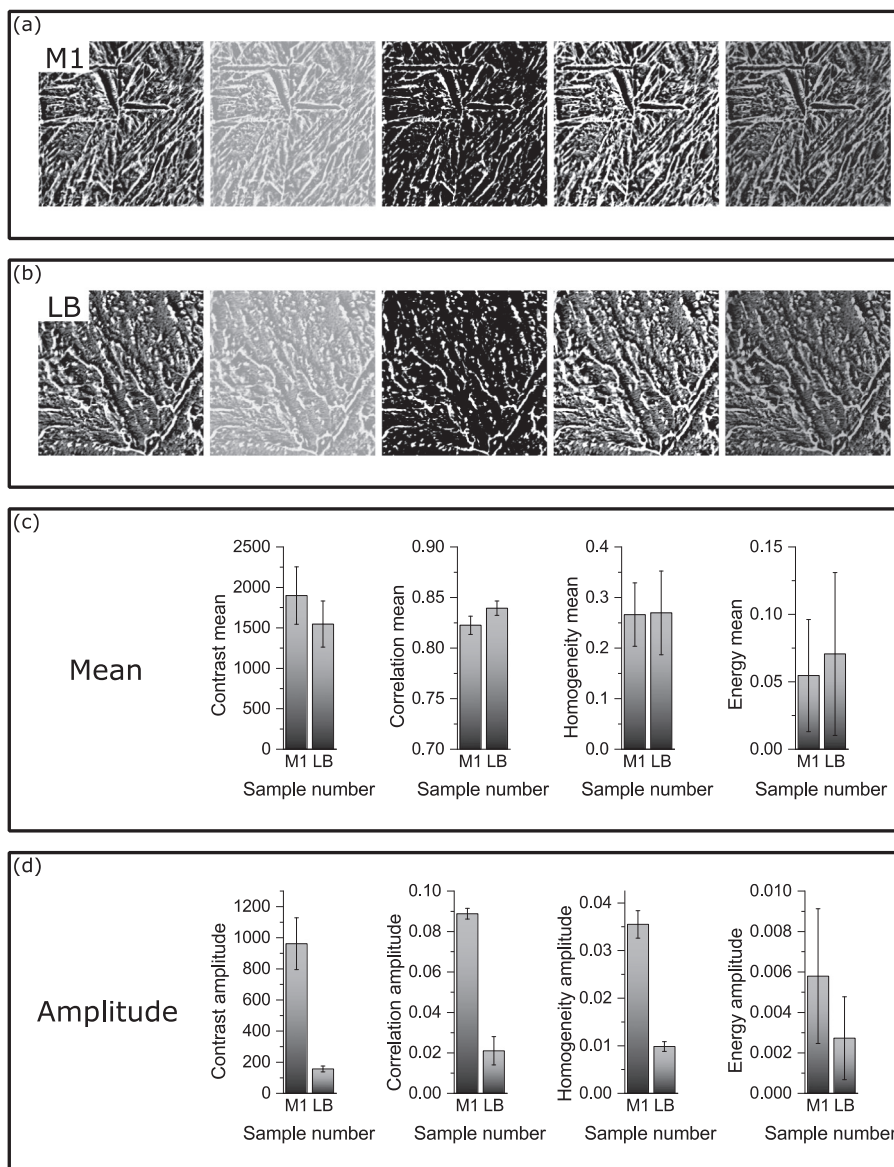 (a)
M1
(b)
LB
(c)
Mean
Contrast mean
2500
2000
1500
1000
500
0
M1 LB
Sample number
Correlation mean
0.90
0.85
0.80
0.75
0.70
M1 LB
Sample number
Homogeneity mean
0.4
0.3
0.2
0.1
0.0
M1 LB
Sample number
Energy mean
0.15
0.10
0.05
0.00
M1 LB
Sample number
(d)
Amplitude
Contrast amplitude
1200
1000
800
600
400
200
0
M1 LB
Sample number
Correlation amplitude
0.10
0.08
0.06
0.04
0.02
0.00
M1 LB
Sample number
Homogeneity amplitude
0.04
0.03
0.02
0.01
0.00
M1 LB
Sample number
Energy amplitude
0.010
0.008
0.006
0.004
0.002
0.000
M1 LB
Sample number